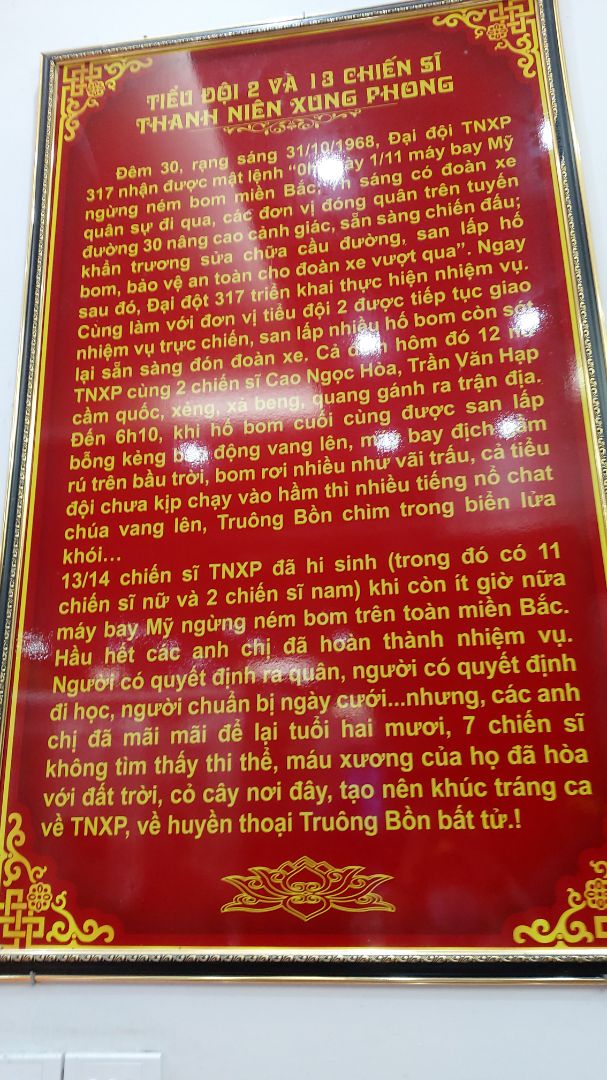 TIỂU ĐỘI 2 VÀ 13 CHIẾN SĨ
THANH NIÊN XUNG PHONG
Đêm 30, rạng sáng 31/10/1968, Đại đội TNXP
317 nhận được mật lệnh “0h ngày 1/11 máy bay Mỹ
ngừng ném bom miền Bắc, 7h sáng có đoàn xe
quân sự đi qua, các đơn vị đóng quân trên tuyến
đường 30 nâng cao cảnh giác, sẵn sàng chiến đấu;
khẩn trương sửa chữa cầu đường, san lấp hố
bom, bảo vệ an toàn cho đoàn xe vượt qua”. Ngay
sau đó, Đại đột 317 triển khai thực hiện nhiệm vụ.
Cùng làm với đơn vị tiểu đội 2 được tiếp tục giao
nhiệm vụ trực chiến, san lấp nhiều hố bom còn sót
lại sẵn sàng đón đoàn xe. Cả đêm hôm đó 12
TNXP cùng 2 chiến sĩ Cao Ngọc Hòa, Trần Văn Hạp
cầm quốc, xẻng, xà beng, quang gánh ra trận địa.
Đến 6h10, khi hố bom cuối cùng được san lấp
bỗng kẻng báo động vang lên, máy bay địch gầm
rú trên bầu trời, bom rơi nhiều như vãi trấu, cả tiểu
đội chưa kịp chạy vào hầm thì nhiều tiếng nổ chat
chúa vang lên, Truông Bồn chìm trong biển lửa
khói...
13/14 chiến sĩ TNXP đã hi sinh (trong đó có 11
chiến sĩ nữ và 2 chiến sĩ nam) khi còn ít giờ nữa
máy bay Mỹ ngừng ném bom trên toàn miền Bắc.
Hầu hết các anh chị đã hoàn thành nhiệm vụ.
Người có quyết định ra quân, người có quyết định
đi học, người chuẩn bị ngày cưới...nhưng, các anh
chị đã mãi mãi để lại tuổi hai mươi, 7 chiến sĩ
không tìm thấy thi thể, máu xương của họ đã hòa
với đất trời, cỏ cây nơi đây, tạo nên khúc tráng ca
về TNXP, về huyền thoại Truông Bồn bất tử.!